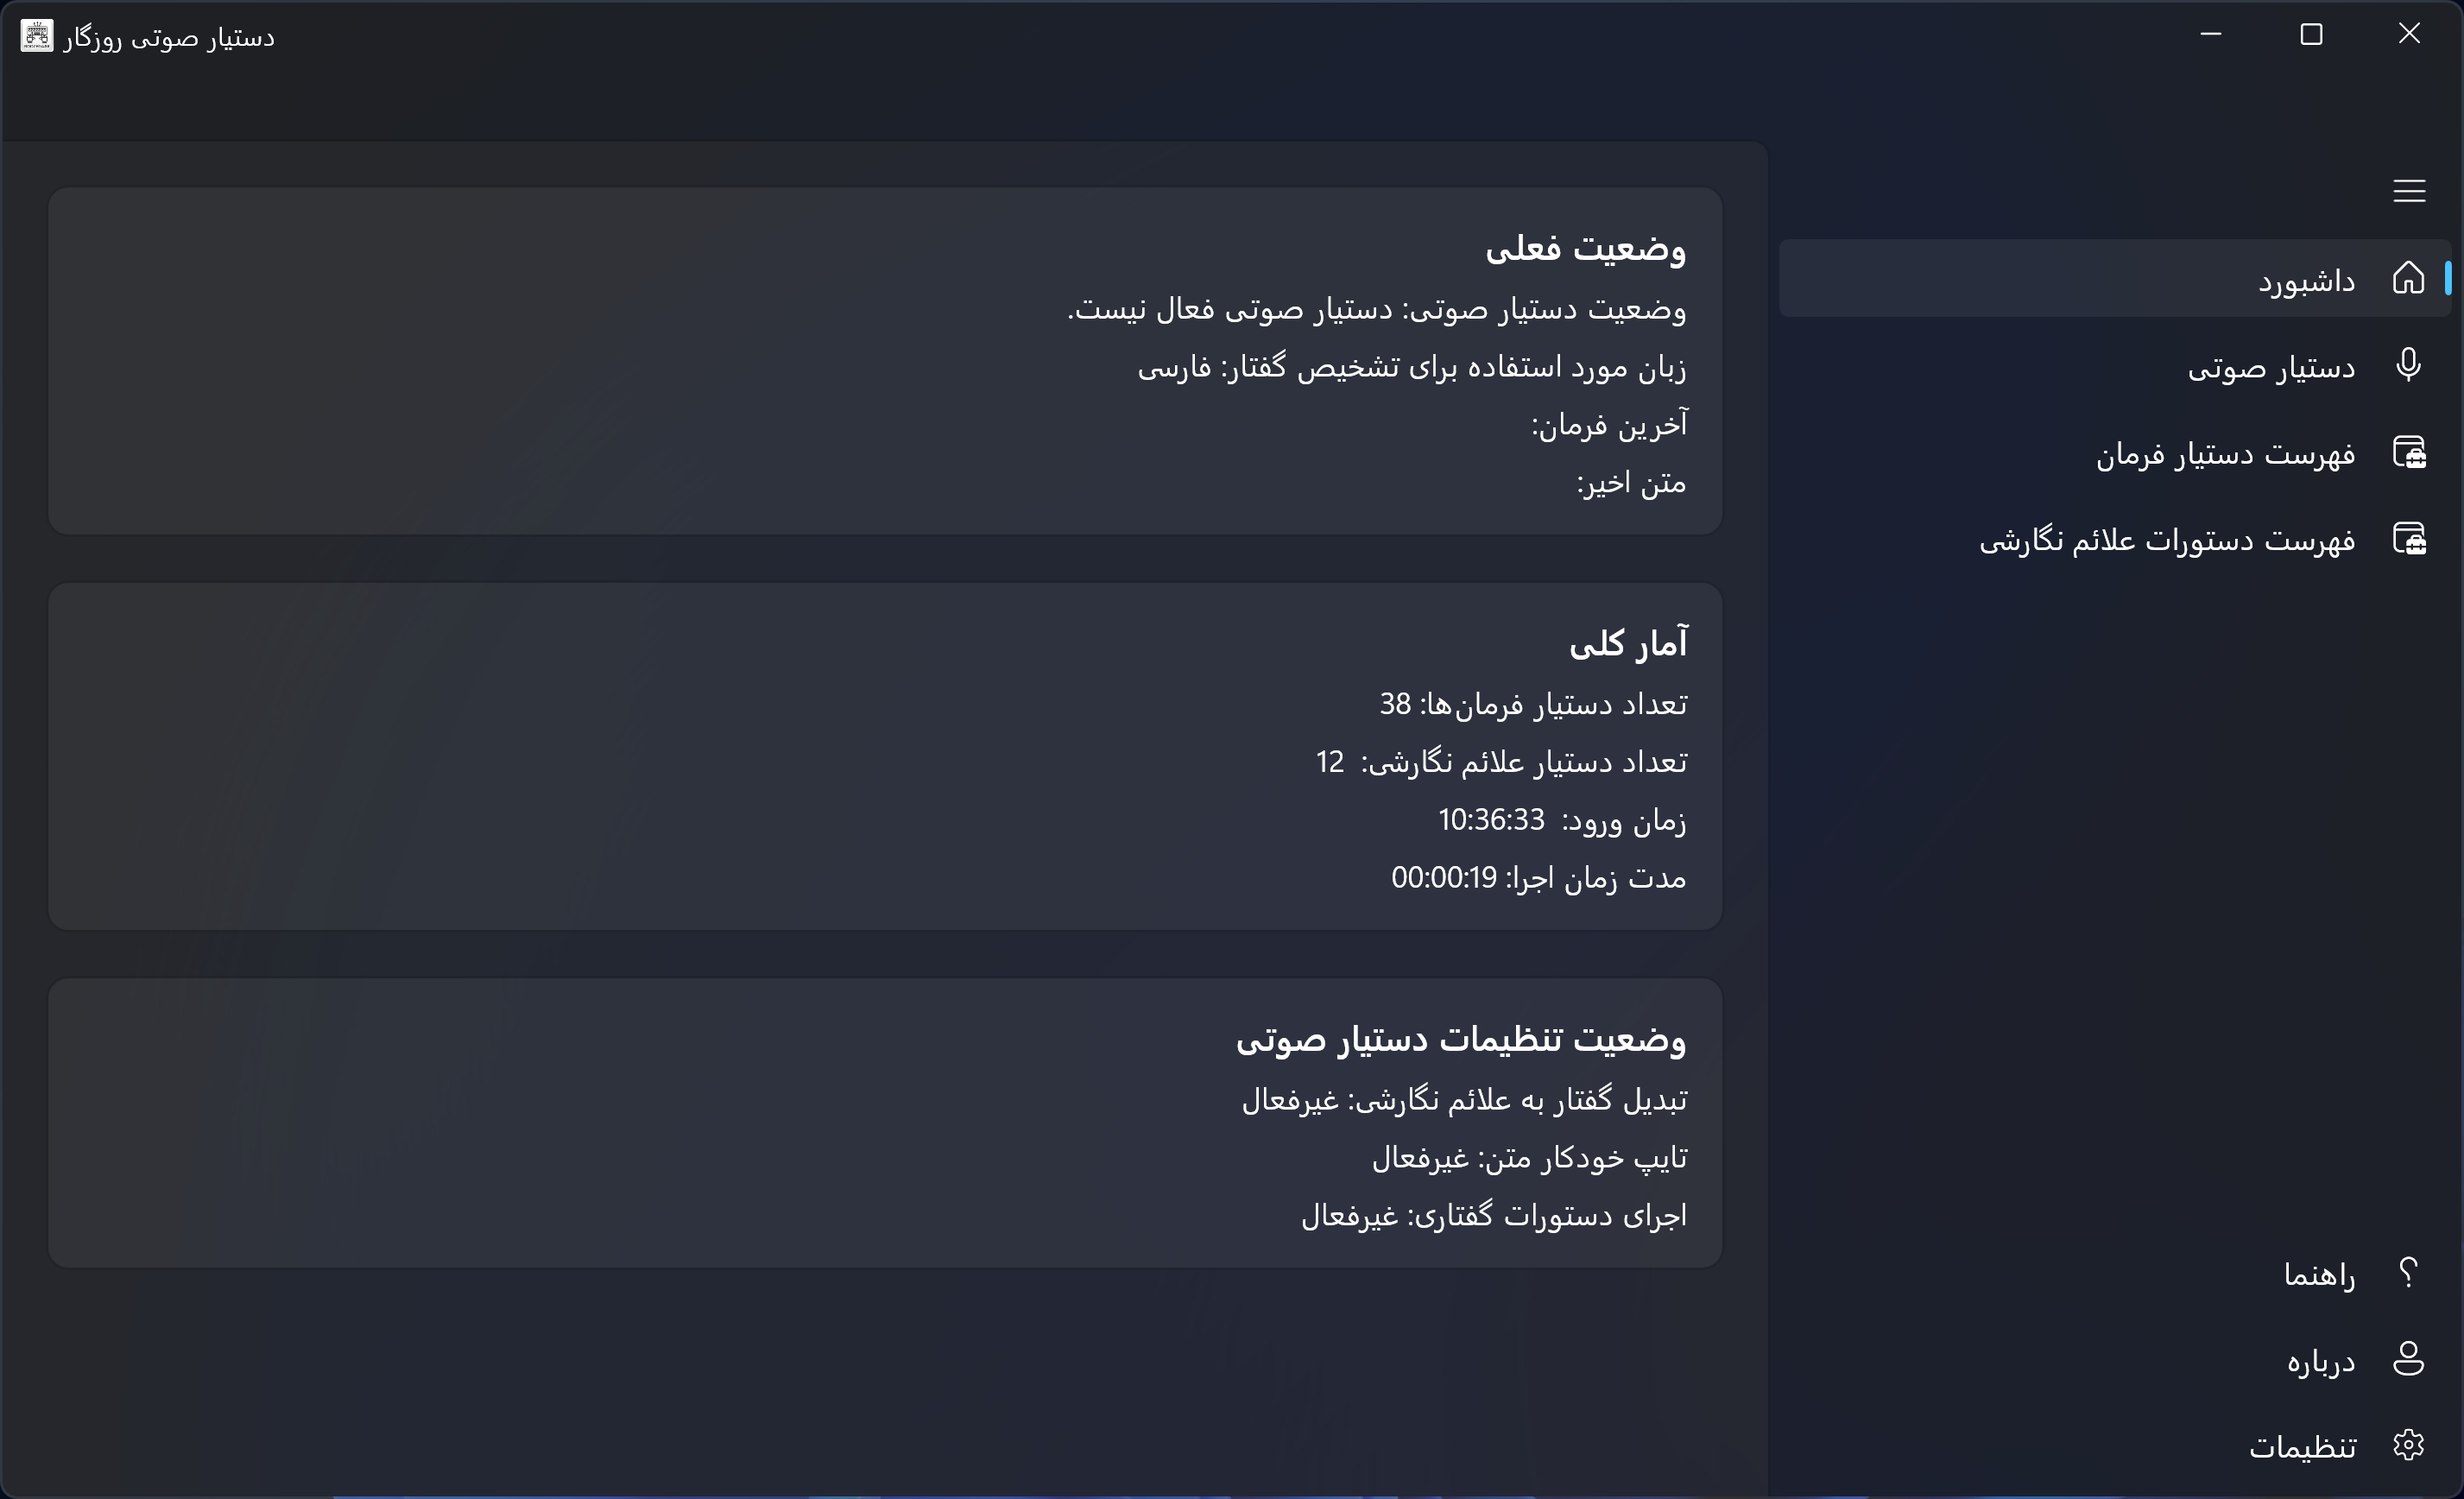 دستیار صوتی روزگار
داشبورد
دستیار صوتی
فهرست دستیار فرمان
فهرست دستورات علائم نگارشی
راهنما
درباره
تنظیمات
وضعیت فعلی
وضعیت دستیار صوتی: دستیار صوتی فعال نیست.
زبان مورد استفاده برای تشخیص گفتار: فارسی
آخرین فرمان:
متن اخیر:
آمار کلی
تعداد دستیار فرمان‌ها: 38
تعداد دستیار علائم نگارشی: 12
زمان ورود: 10:36:33
مدت زمان اجرا: 00:00:19
وضعیت تنظیمات دستیار صوتی
تبدیل گفتار به علائم نگارشی: غیرفعال
تایپ خودکار متن: غیرفعال
اجرای دستورات گفتاری: غیرفعال